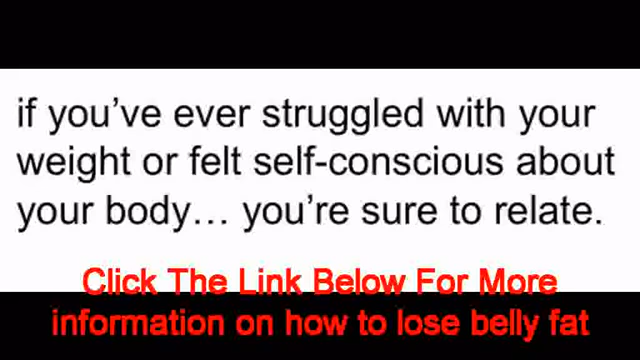 if you’ve ever struggled with your
weight or felt self-conscious about
your body… you’re sure to relate.
Click The Link Below For More
information on how to lose belly fat